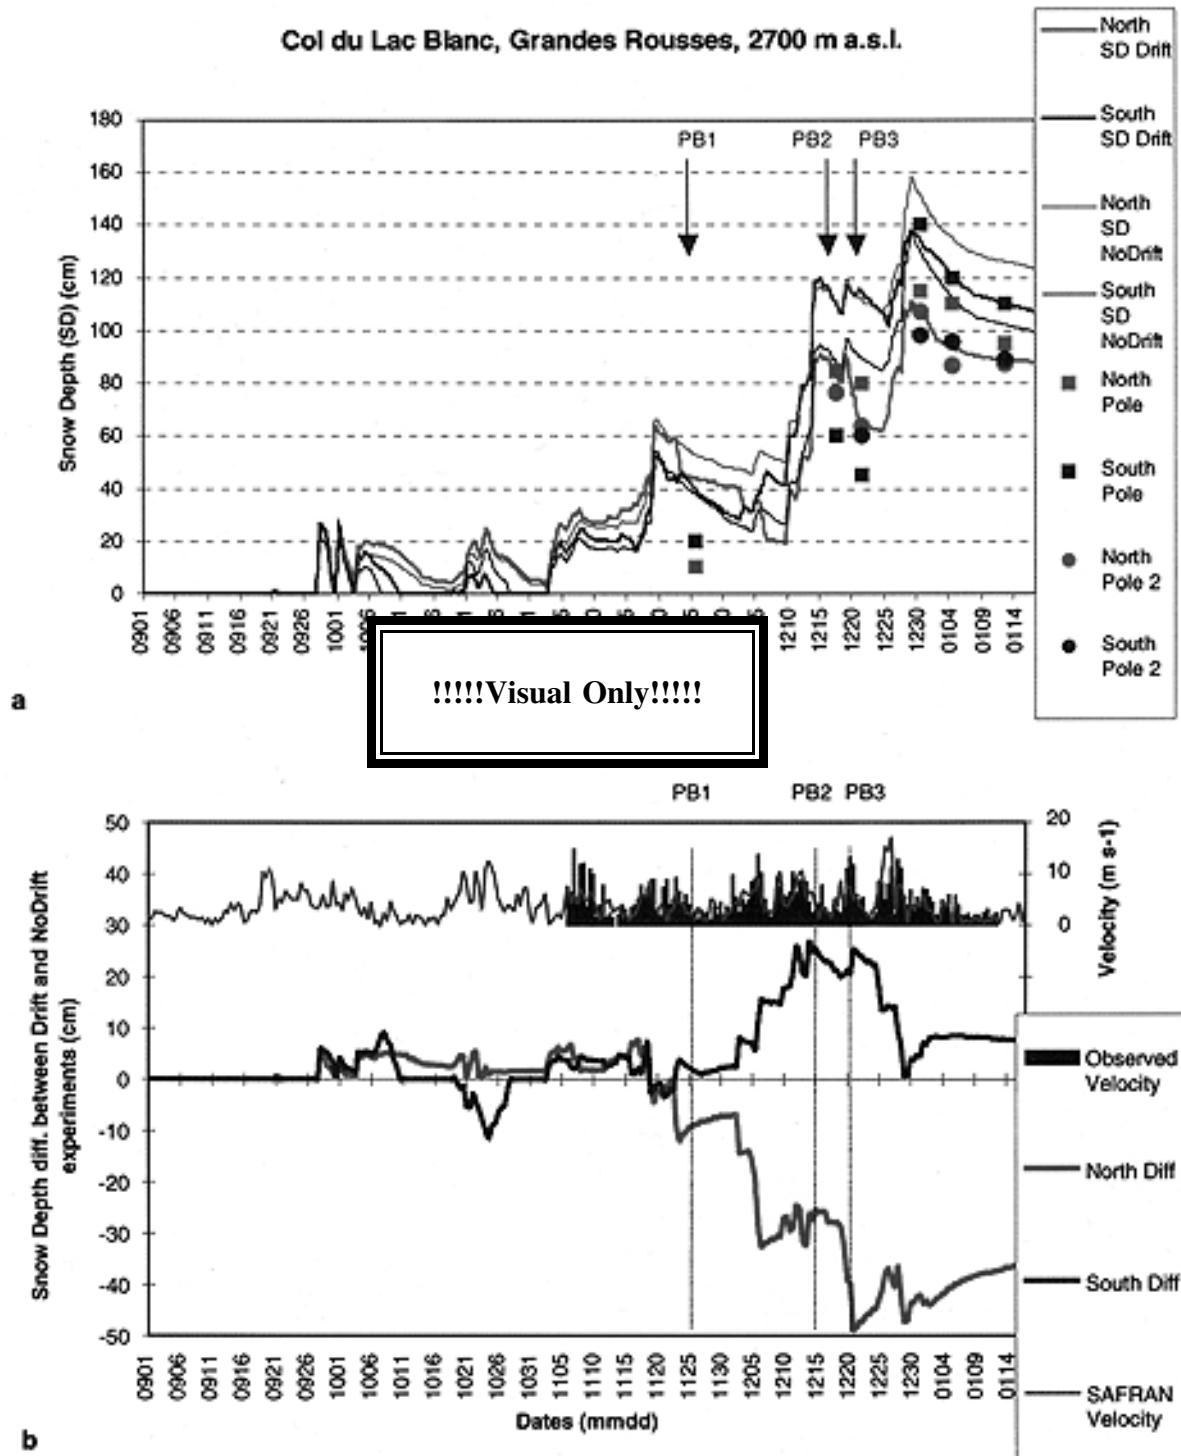 Col du Lac Blanc, Grandes Rousses, 2700 m a.s.l.
North
SD Drift
South
SD Drift
North
SD
NoDrift
South
SD
NoDrift
North
Pole
South
Pole
North
Pole 2
South
Pole 2
Snow Depth (SD) (cm)
180
160
140
120
100
80
60
40
20
0
PB1
PB2
PB3
0901
0906
0911
0916
0921
0926
1001
1210
1215
1220
1225
1230
0104
0109
0114
a
!!!!!Visual Only!!!!!
PB1
PB2
PB3
Snow Depth diff. between Drift and NoDrift
experiments (cm)
50
40
30
20
10
0
-10
-20
-30
-40
-50
20
10
0
Velocity (m s-1)
Observed
Velocity
North Diff
South Diff
SAFRAN
Velocity
0901
0906
0911
0916
0921
0926
1001
1006
1011
1016
1021
1026
1031
1105
1110
1115
1120
1125
1130
1205
1210
1215
1220
1225
1230
0104
0109
0114
Dates (mmdd)
b